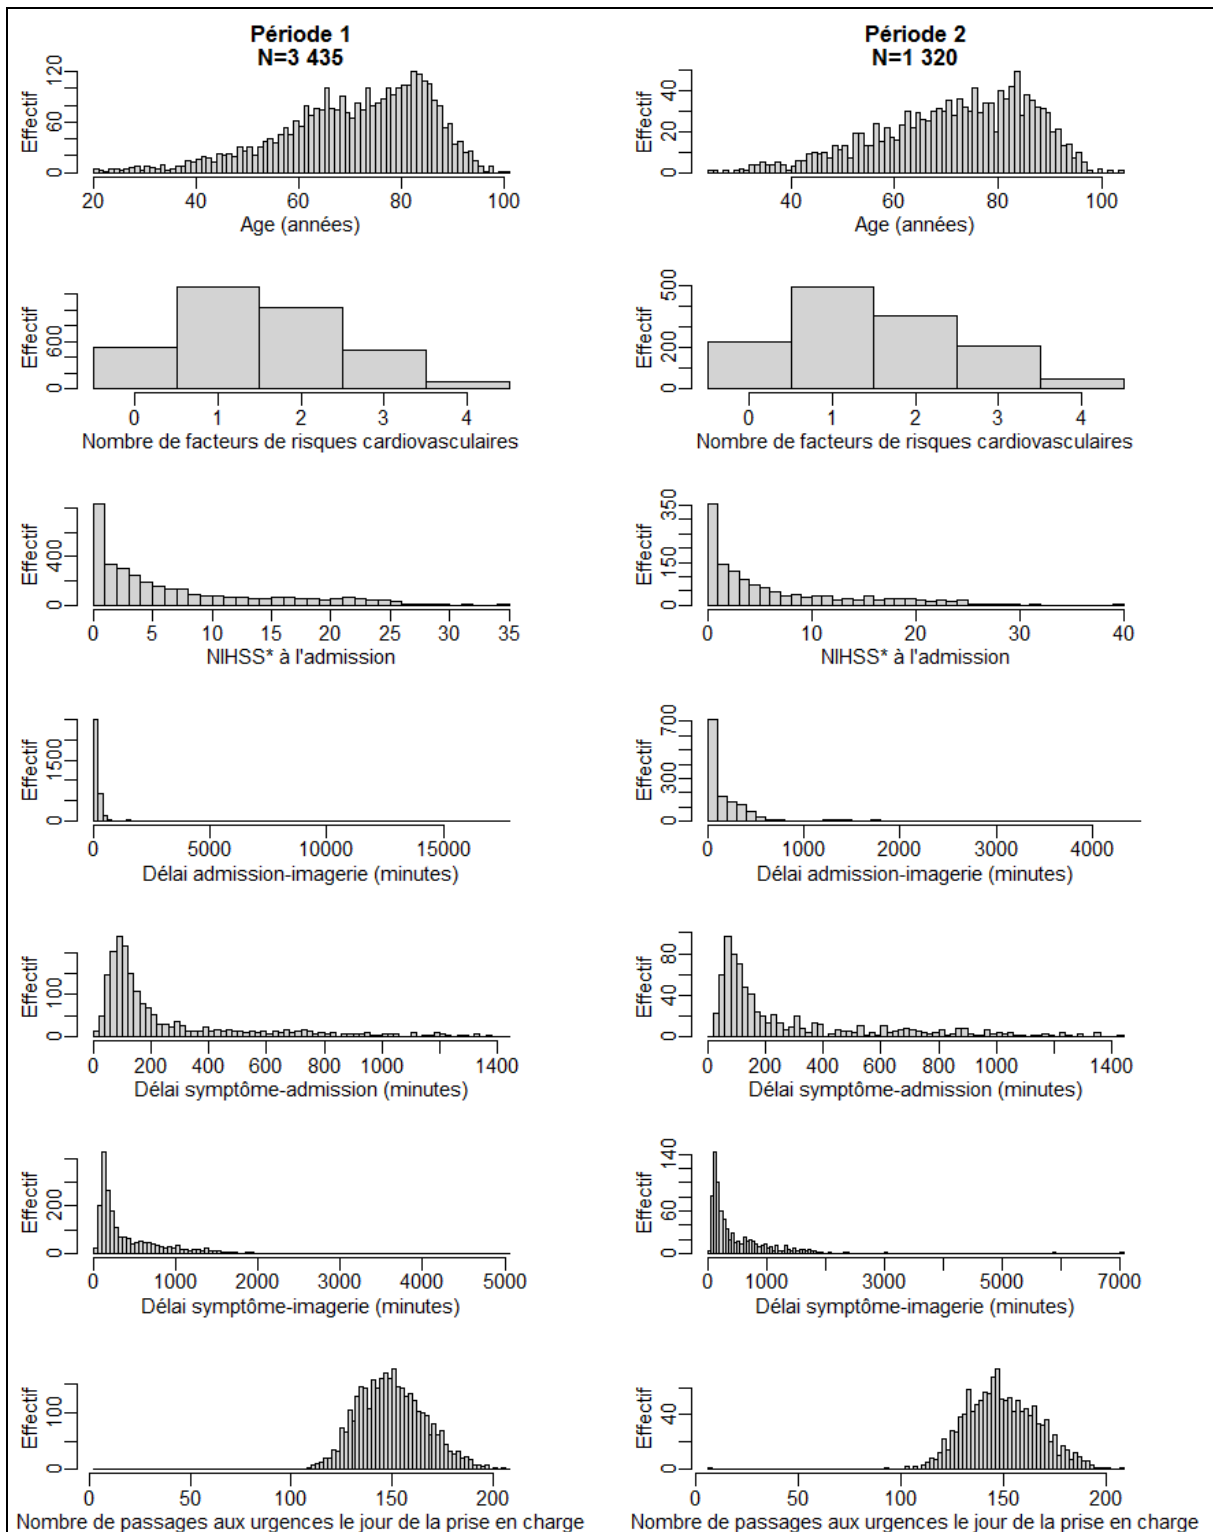 Période 1
N=3 435
Effectif
0 60 120
20 40 60 80 100
Age (années)
Période 2
N=1 320
Effectif
0 20 40
40 60 80 100
Age (années)
Effectif
0 600
0 1 2 3 4
Nombre de facteurs de risques cardiovasculaires
Effectif
0 200 500
0 1 2 3 4
Nombre de facteurs de risques cardiovasculaires
Effectif
0 400
0 5 10 15 20 25 30 35
NIHSS* à l'admission
Effectif
0 150 350
0 10 20 30 40
NIHSS* à l'admission
Effectif
0 1500
0 5000 10000 15000
Délai admission-imagerie (minutes)
Effectif
0 300 700
0 1000 2000 3000 4000
Délai admission-imagerie (minutes)
Effectif
0 100
0 200 400 600 800 1000 1400
Délai symptôme-admission (minutes)
Effectif
0 40 80
0 200 400 600 800 1000 1400
Délai symptôme-admission (minutes)
Effectif
0 200
0 1000 2000 3000 4000 5000
Délai symptôme-imagerie (minutes)
Effectif
0 60 140
0 1000 3000 5000 7000
Délai symptôme-imagerie (minutes)
Effectif
0 100
0 50 100 150 200
Nombre de passages aux urgences le jour de la prise en charge
Effectif
0 40
0 50 100 150 200
Nombre de passages aux urgences le jour de la prise en charge